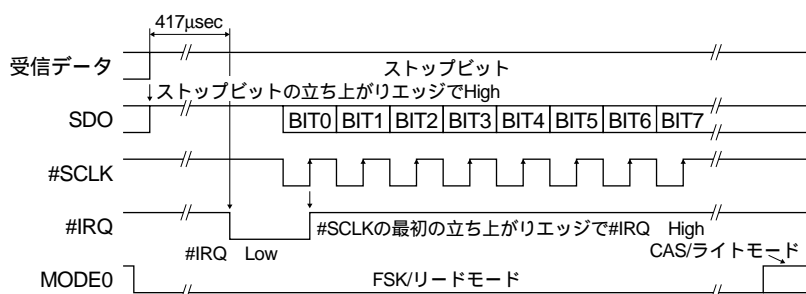 417μsec
受信データ
ストップビット
ストップビットの立ち上がりエッジでHigh
SDO
BIT0 BIT1 BIT2 BIT3 BIT4 BIT5 BIT6 BIT7
#SCLK
#IRQ
#SCLKの最初の立ち上がりエッジで#IRQ High
#IRQ Low
CAS/ライトモード
MODE0
FSK/リードモード